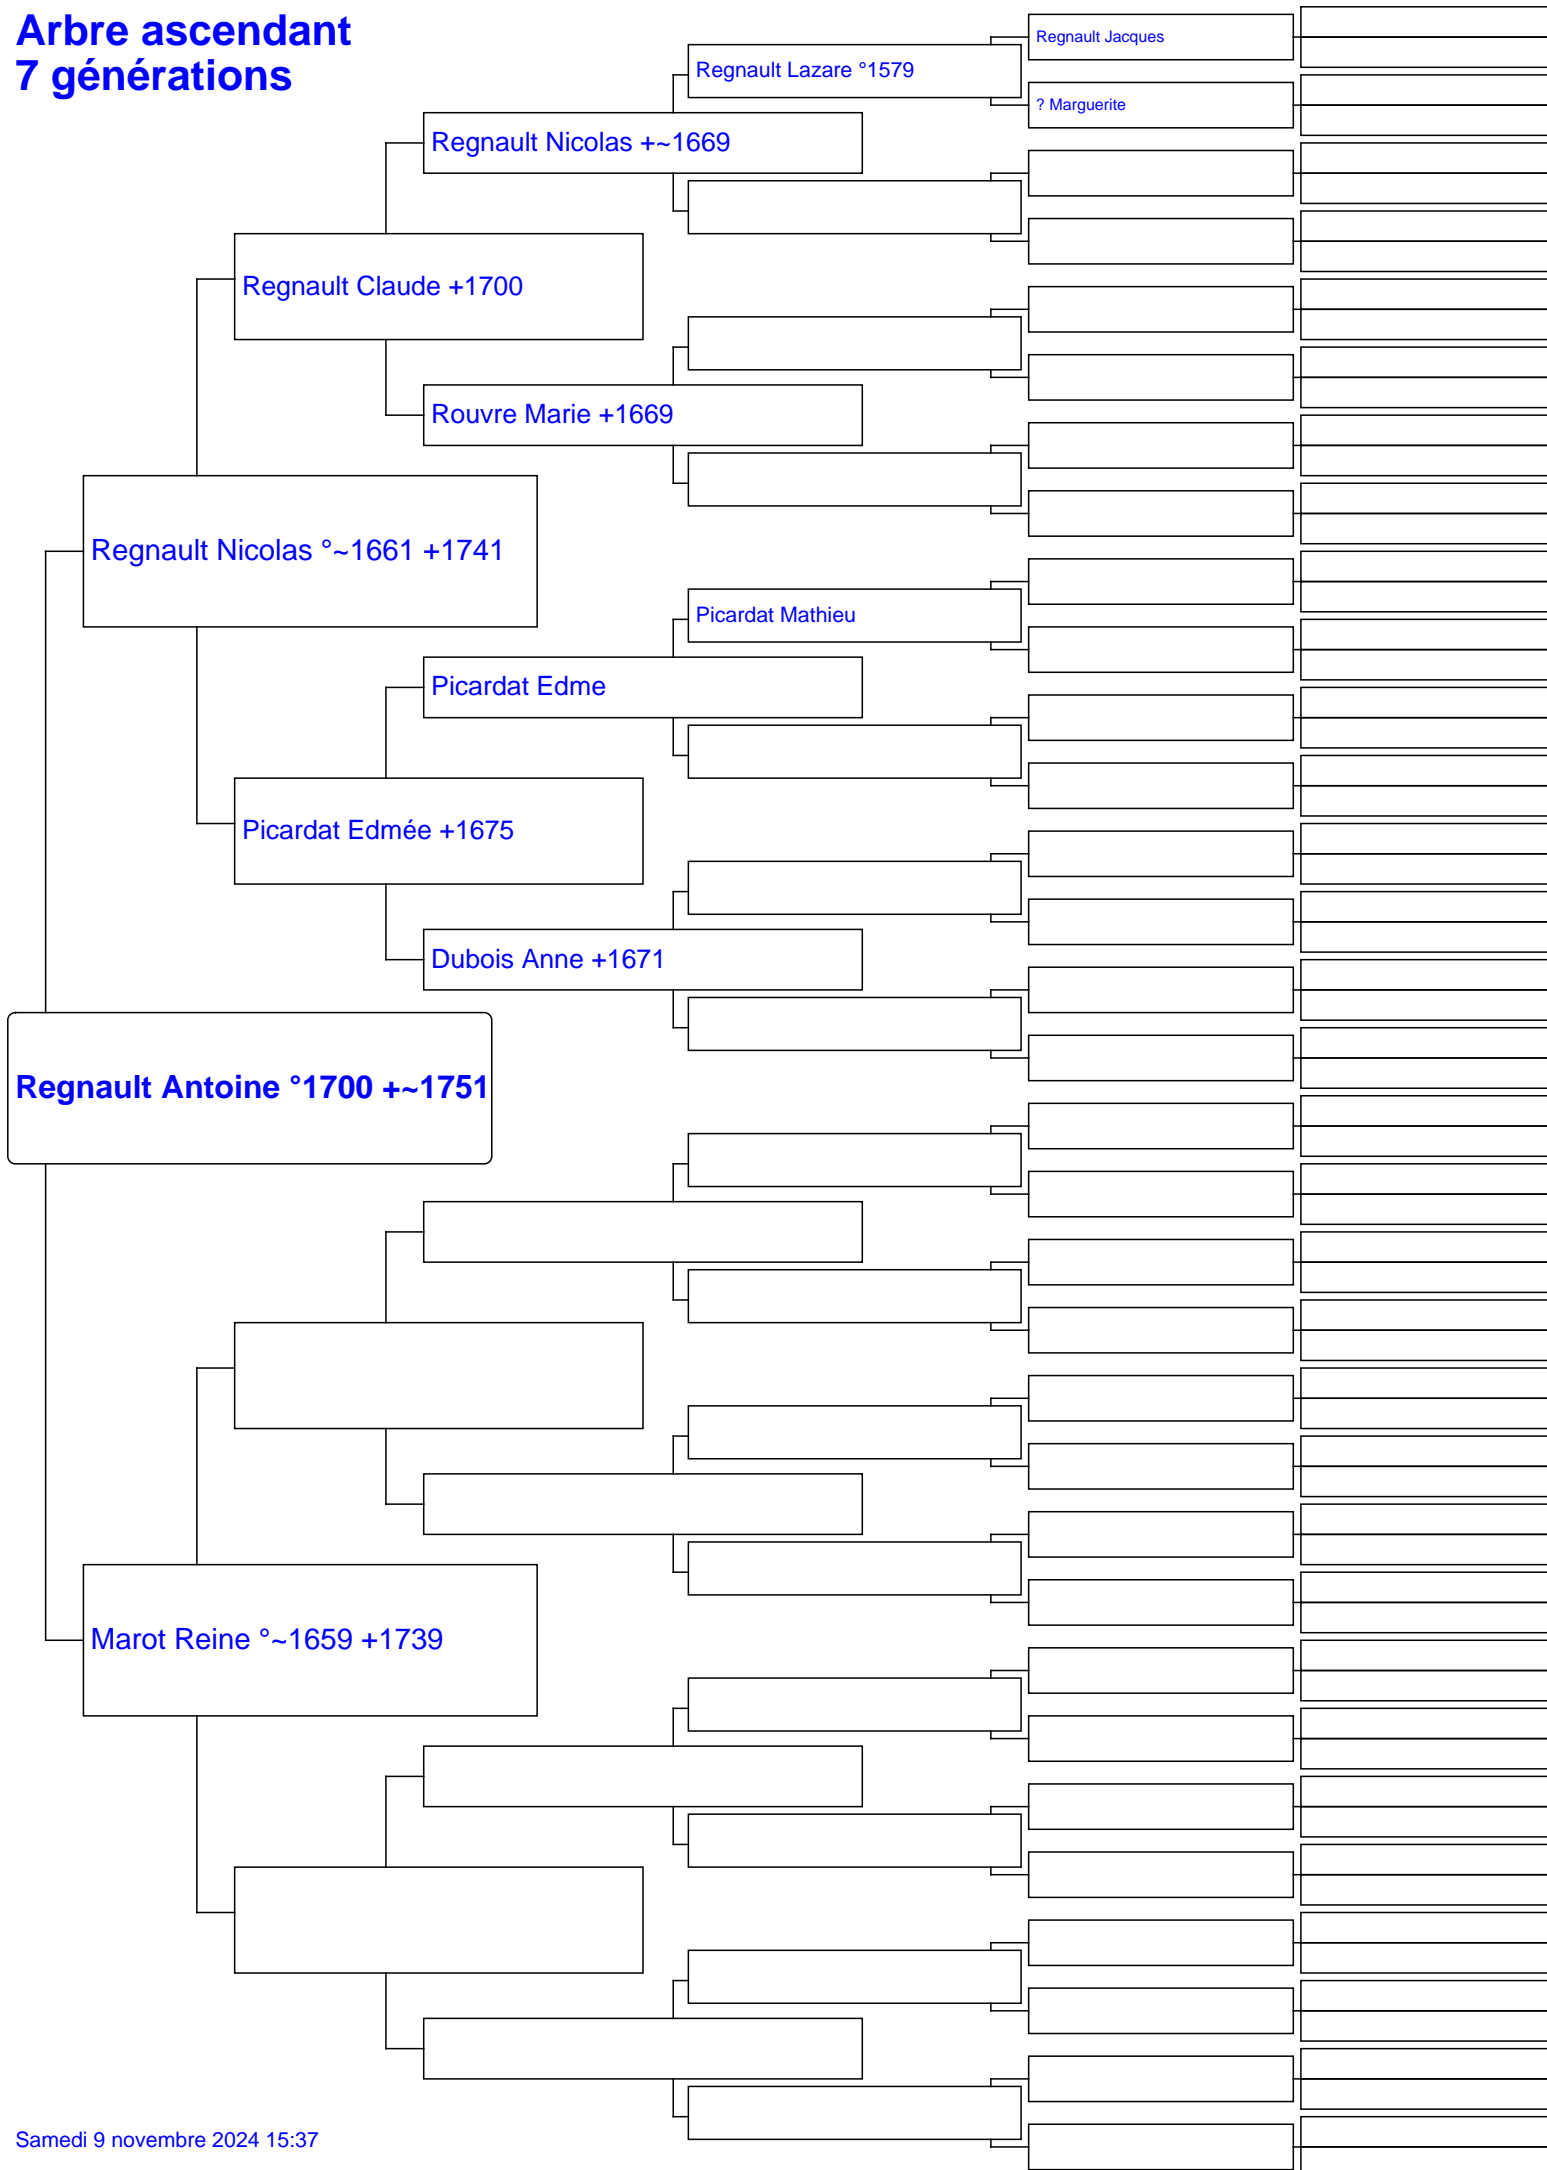 Arbre ascendant
7 générations
Regnault Jacques
Regnault Lazare °1579
? Marguerite
Regnault Nicolas +~1669
Regnault Claude +1700
Rouvre Marie +1669
Regnault Nicolas °~1661 +1741
Picardat Mathieu
Picardat Edme
Picardat Edmée +1675
Dubois Anne +1671
Regnault Antoine °1700 +~1751
Marot Reine °~1659 +1739
Samedi 9 novembre 2024 15:37